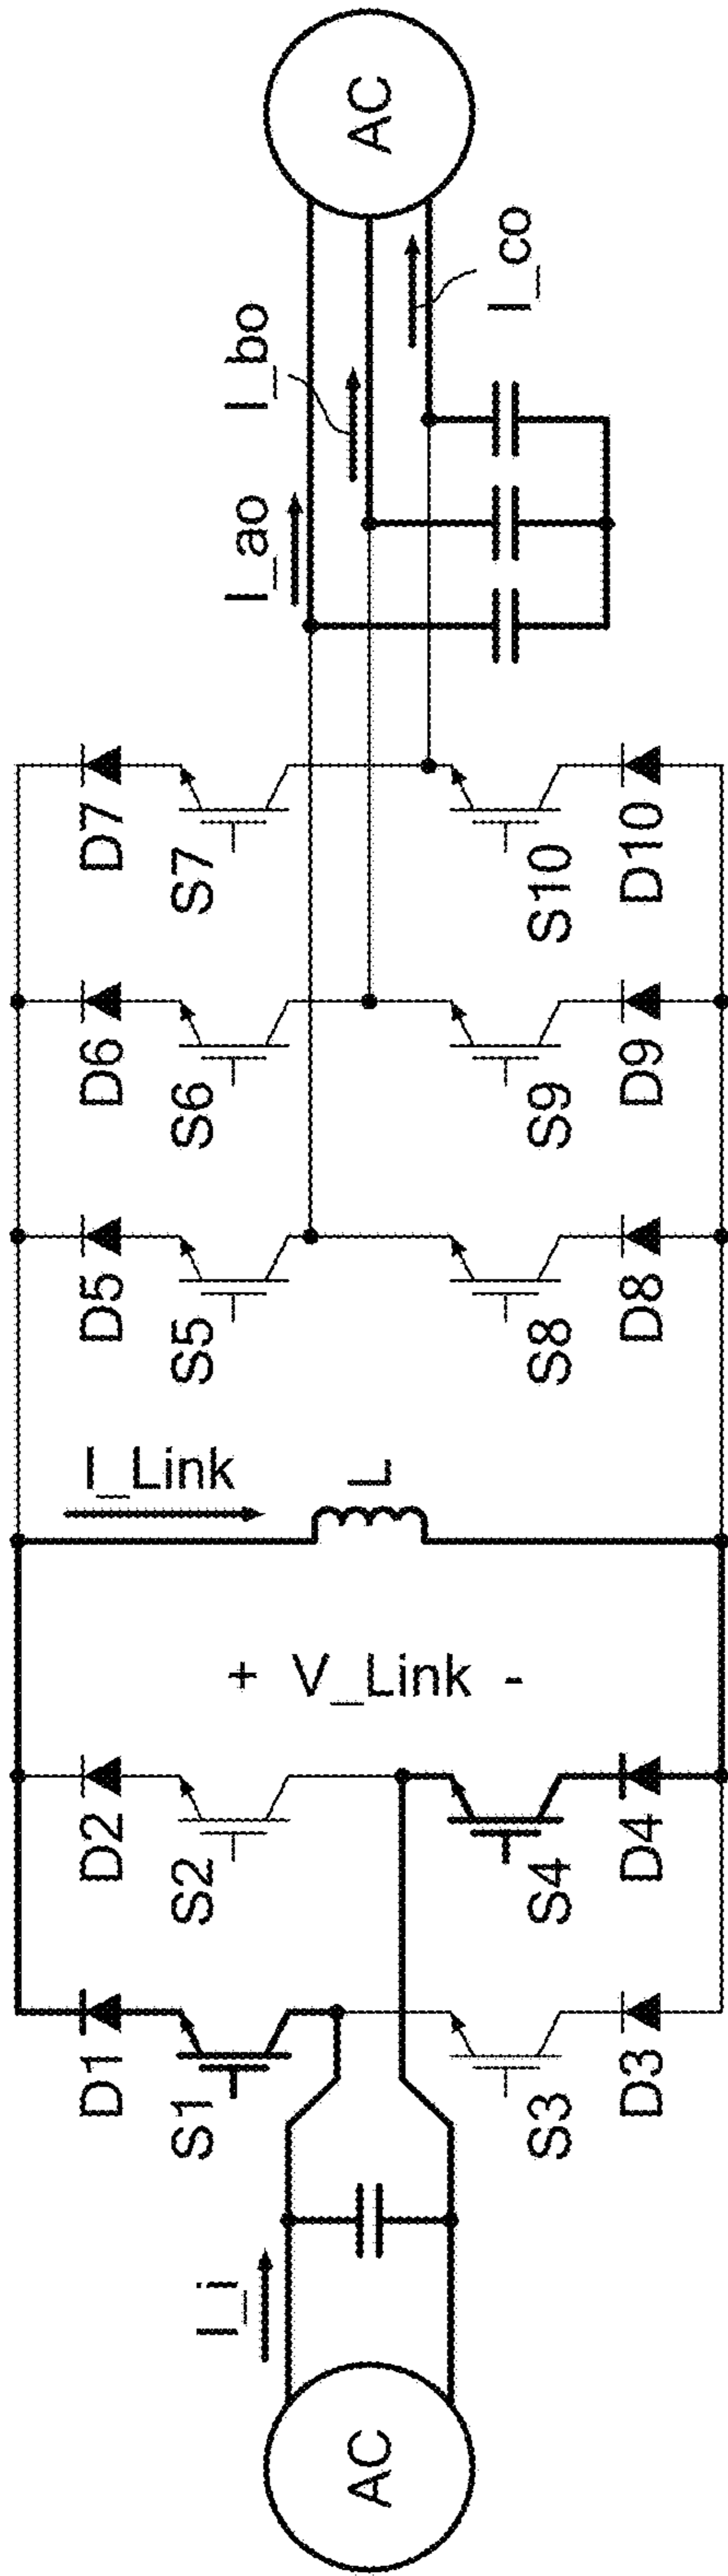 AC
I_i
D1
S1
S3
D3
D2
S2
S4
D4
+ V_Link -
I_Link
L
D5
S5
S8
D8
D6
S6
S9
D9
D7
S7
S10
D10
I_ao
I_bo
I_co
AC